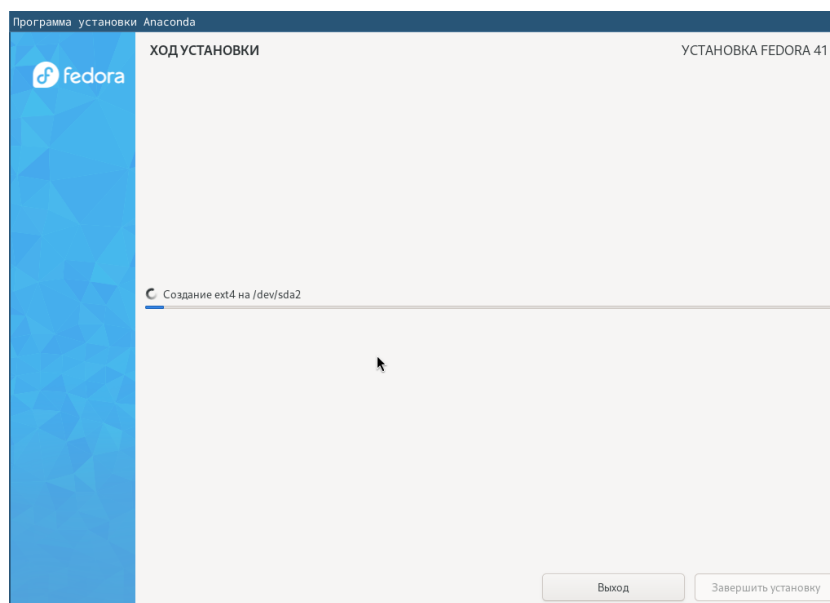 Программа установки Anaconda
fedora
ХОД УСТАНОВКИ
УСТАНОВКА FEDORA 41
Создание ext4 на /dev/sda2
Выход
Завершить установку